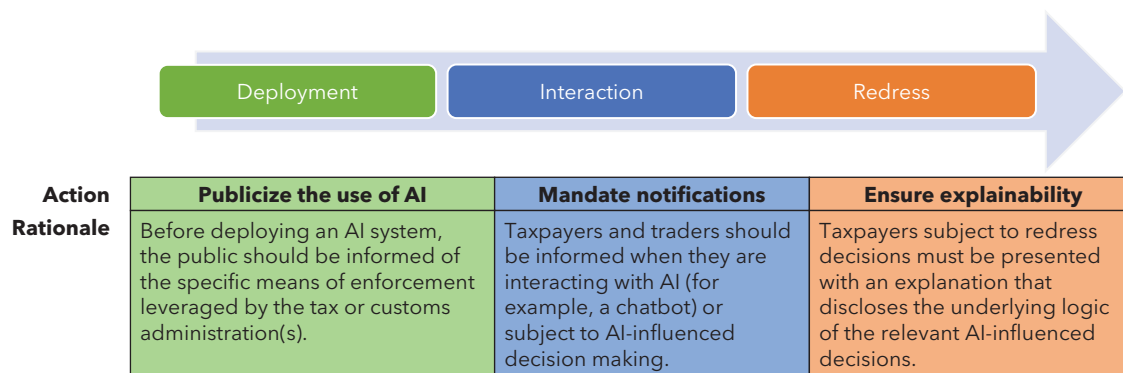 Deployment
Interaction
Redress
Action
Publicize the use of AI
Mandate notifications
Ensure explainability
Rationale
Before deploying an AI system,
the public should be informed of
the specific means of enforcement
leveraged by the tax or customs
administration(s).
Taxpayers and traders should
be informed when they are
interacting with AI (for
example, a chatbot) or
subject to AI-influenced
decision making.
Taxpayers subject to redress
decisions must be presented
with an explanation that
discloses the underlying logic
of the relevant AI-influenced
decisions.